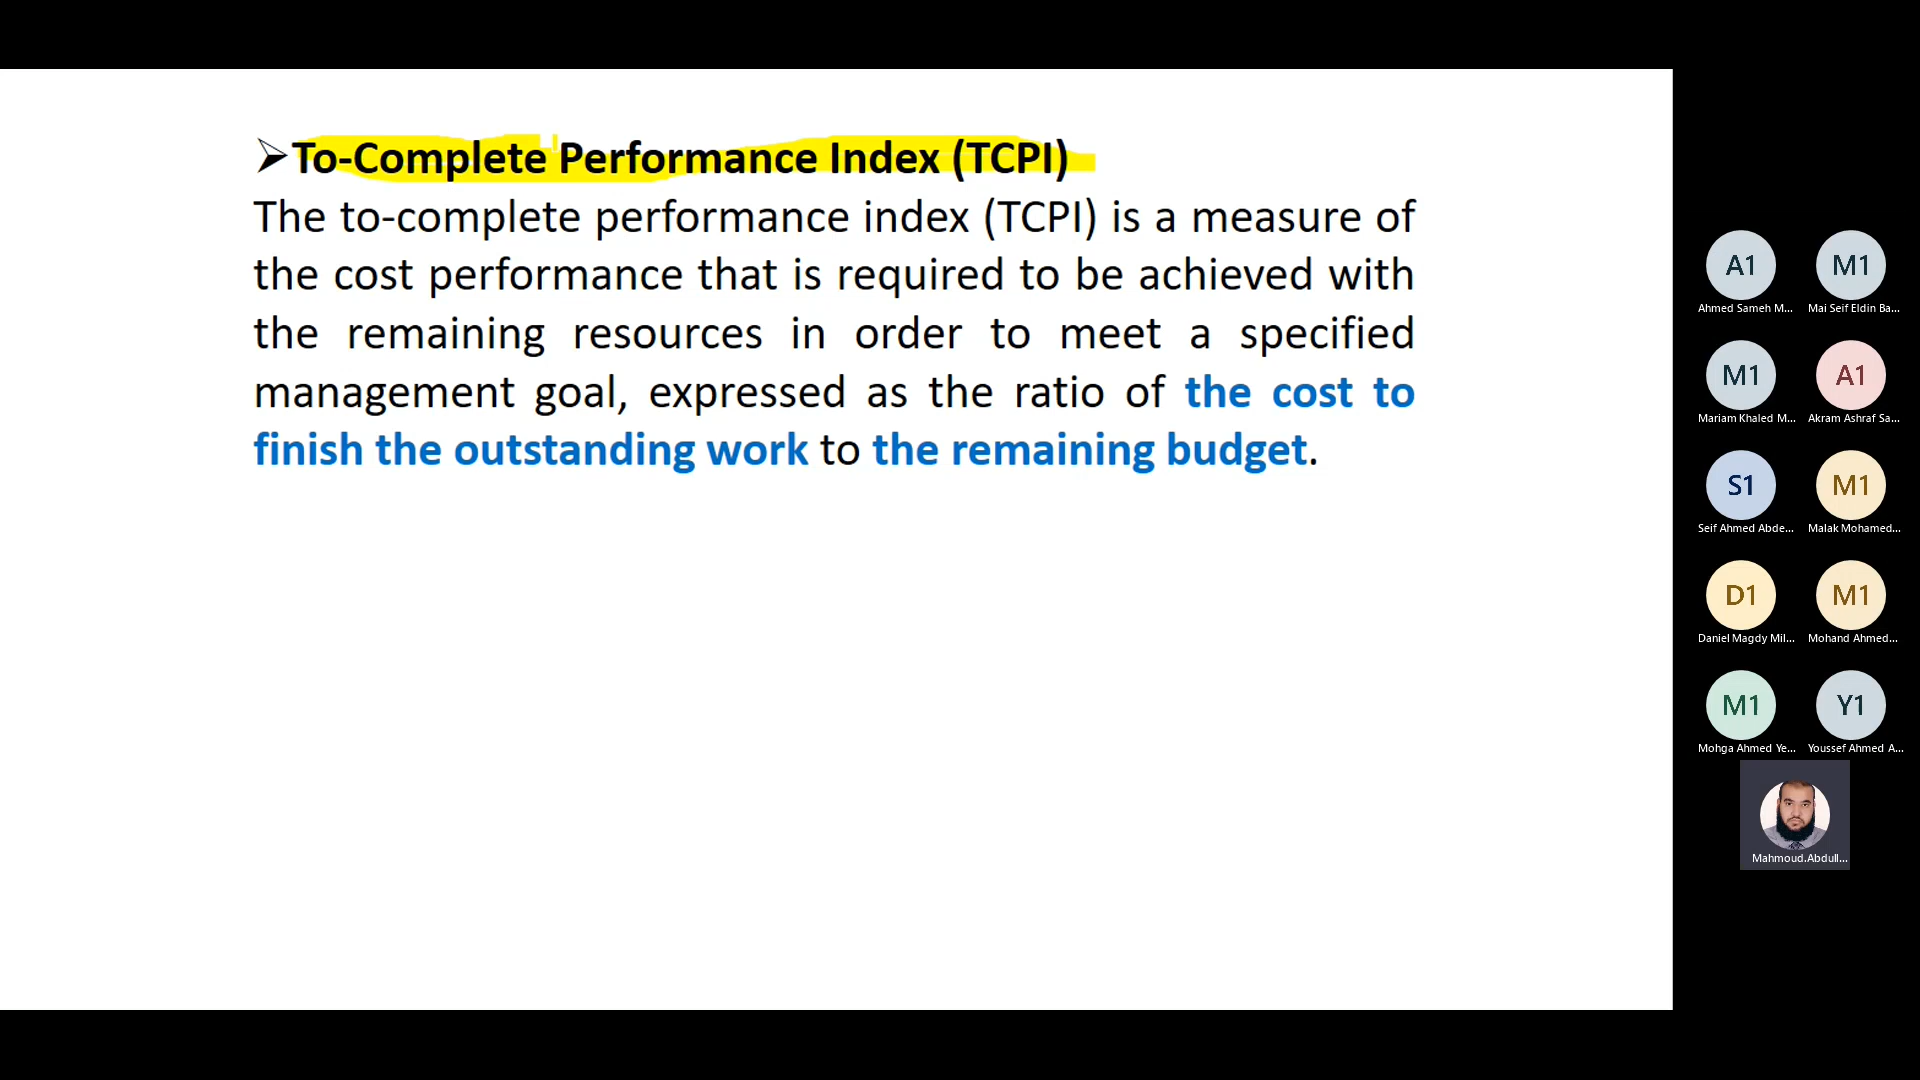 ➢To-Complete Performance Index (TCPI)
The to-complete performance index (TCPI) is a measure of
the cost performance that is required to be achieved with
the remaining resources in order to meet a specified
management goal, expressed as the ratio of the cost to
finish the outstanding work to the remaining budget.
A1 M1
Ahmed Sameh M... Mai Seif Eldin Ba...
M1 A1
Mariam Khaled M... Akram Ashraf Sa...
S1 M1
Seif Ahmed Abde... Malak Mohamed...
D1 M1
Daniel Magdy Mil... Mohand Ahmed...
M1 Y1
Mohga Ahmed Ye... Youssef Ahmed A...
Mahmoud.Abdull...